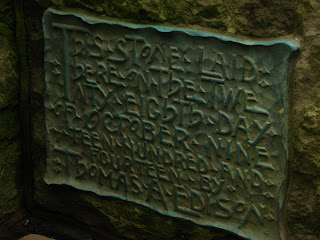 THIS·STONE·LAID·
HERE·ON·THE·TWE
NTY·EIGHTH·DAY·
OF·OCTOBER·NINE
TEEN·HUNDRED·AND·
FOURTEEN·BY·
THOMAS·A·EDISON·